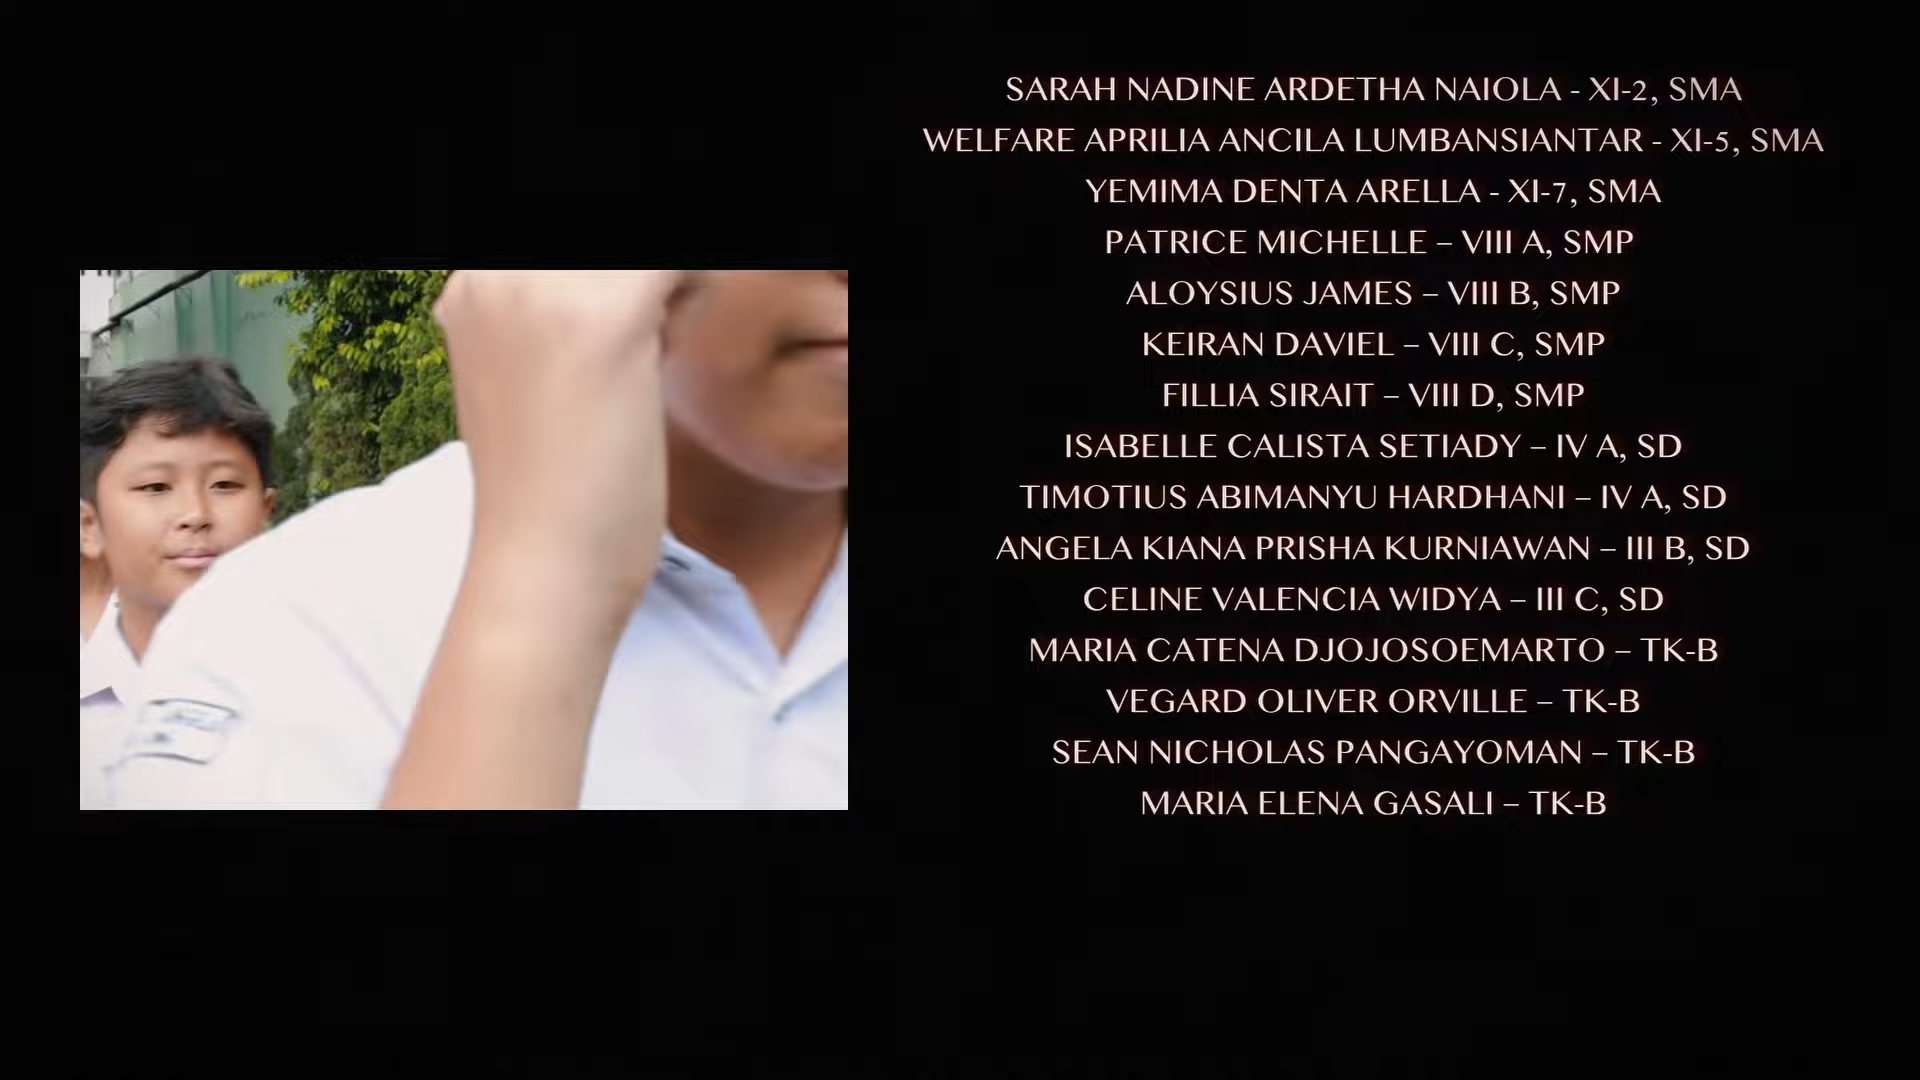 SARAH NADINE ARDETHA NAIOLA - XI-2, SMA
WELFARE APRILIA ANCILA LUMBANSIANTAR - XI-5, SMA
YEMIMA DENTA ARELLA - XI-7, SMA
PATRICE MICHELLE – VIII A, SMP
ALOYSIUS JAMES – VIII B, SMP
KEIRAN DAVIEL – VIII C, SMP
FILLIA SIRAIT – VIII D, SMP
ISABELLE CALISTA SETIADY – IV A, SD
TIMOTIUS ABIMANYU HARDHANI – IV A, SD
ANGELA KIANA PRISHA KURNIAWAN – III B, SD
CELINE VALENCIA WIDYA – III C, SD
MARIA CATENA DJOJOSOEMARTO – TK-B
VEGARD OLIVER ORVILLE – TK-B
SEAN NICHOLAS PANGAYOMAN – TK-B
MARIA ELENA GASALI – TK-B